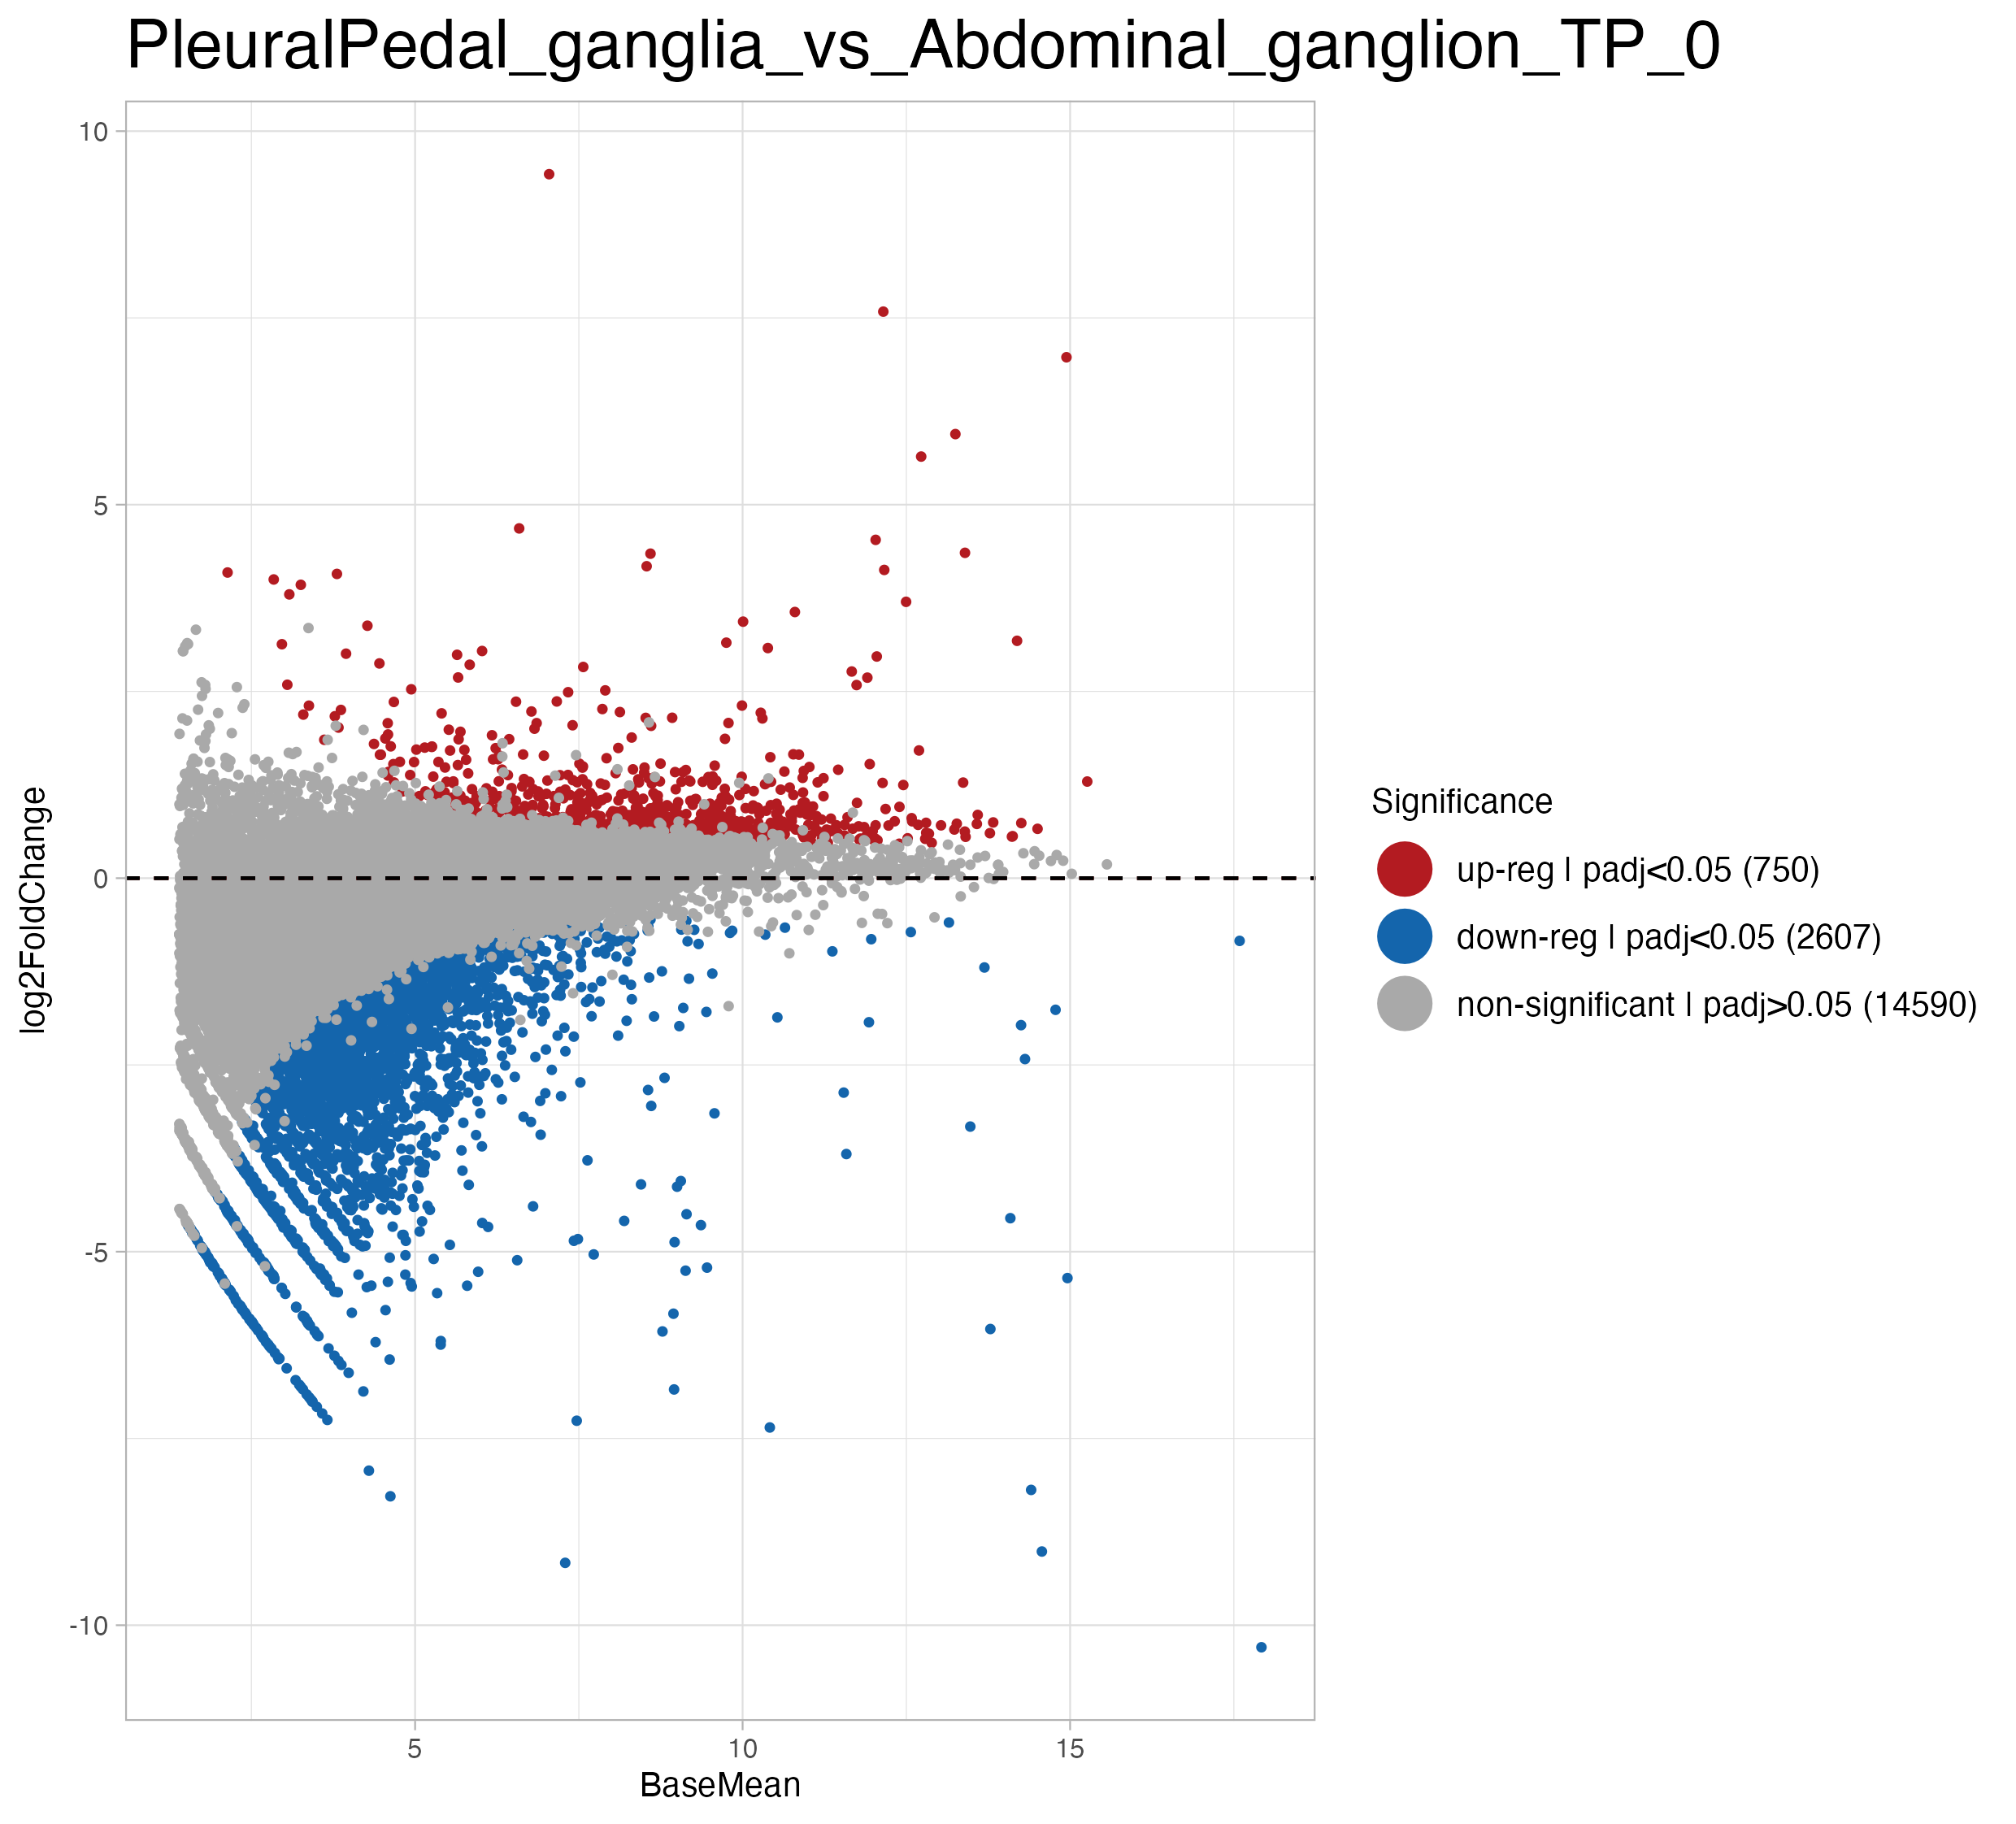 PleuralPedal_ganglia_vs_Abdominal_ganglion_TP_0
10
5
0
-5
-10
log2FoldChange
5
10
15
BaseMean
Significance
up-reg | padj<0.05 (750)
down-reg | padj<0.05 (2607)
non-significant | padj>0.05 (14590)